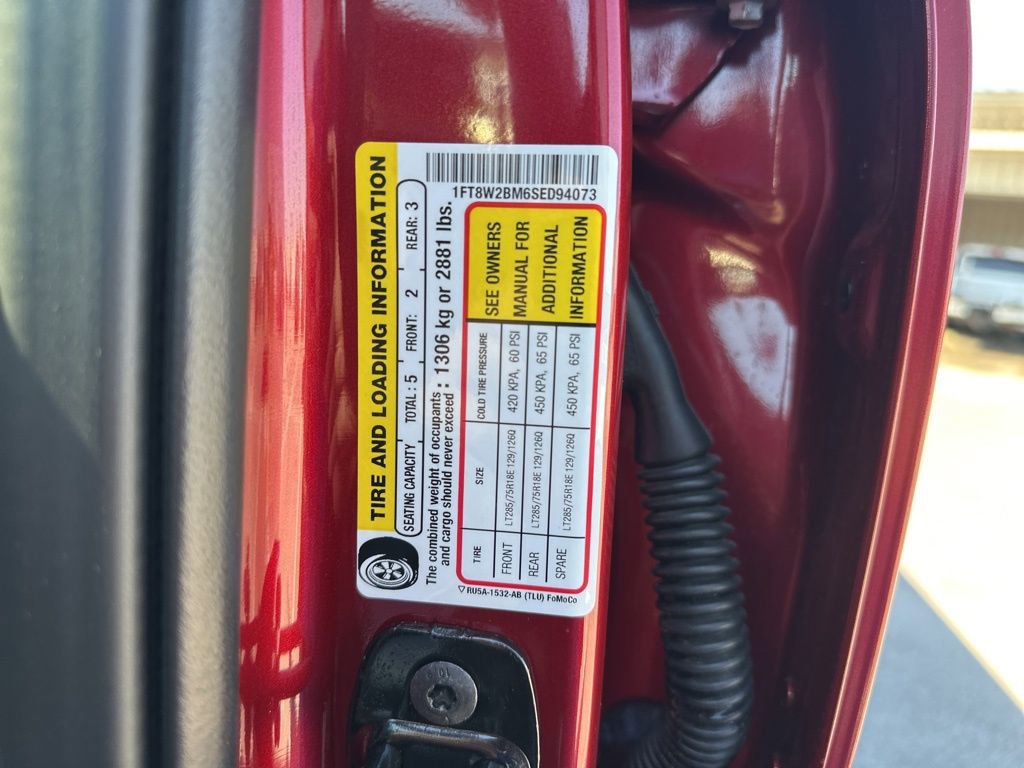 1FT8W2BM6SED94073
TIRE AND LOADING INFORMATION
SEATING CAPACITY TOTAL : 5 FRONT: 2 REAR: 3
The combined weight of occupants
and cargo should never exceed : 1306 kg or 2881 lbs.
TIRE SIZE COLD TIRE PRESSURE
FRONT LT285/75R18E 129/126Q 420 KPA, 60 PSI
REAR LT285/75R18E 129/126Q 450 KPA, 65 PSI
SPARE LT285/75R18E 129/126Q 450 KPA, 65 PSI
SEE OWNERS
MANUAL FOR
ADDITIONAL
INFORMATION
RU5A-1532-AB (TLU) FoMoCo